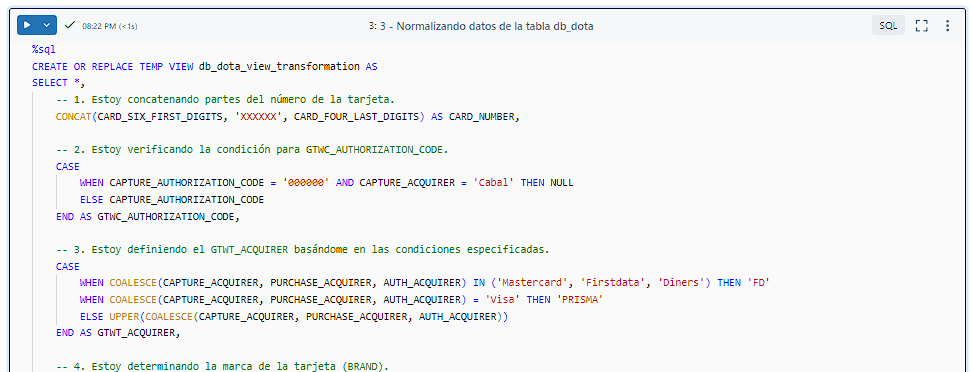 08:22 PM (<1s)
3: 3 - Normalizando datos de la tabla db_dota
SQL
%sql
CREATE OR REPLACE TEMP VIEW db_dota_view_transformation AS
SELECT *,
    -- 1. Estoy concatenando partes del número de la tarjeta.
    CONCAT(CARD_SIX_FIRST_DIGITS, 'XXXXXX', CARD_FOUR_LAST_DIGITS) AS CARD_NUMBER,

    -- 2. Estoy verificando la condición para GTWC_AUTHORIZATION_CODE.
    CASE
        WHEN CAPTURE_AUTHORIZATION_CODE = '000000' AND CAPTURE_ACQUIRER = 'Cabal' THEN NULL
        ELSE CAPTURE_AUTHORIZATION_CODE
    END AS GTWC_AUTHORIZATION_CODE,

    -- 3. Estoy definiendo el GTWT_ACQUIRER basándome en las condiciones especificadas.
    CASE
        WHEN COALESCE(CAPTURE_ACQUIRER, PURCHASE_ACQUIRER, AUTH_ACQUIRER) IN ('Mastercard', 'Firstdata', 'Diners') THEN 'FD'
        WHEN COALESCE(CAPTURE_ACQUIRER, PURCHASE_ACQUIRER, AUTH_ACQUIRER) = 'Visa' THEN 'PRISMA'
        ELSE UPPER(COALESCE(CAPTURE_ACQUIRER, PURCHASE_ACQUIRER, AUTH_ACQUIRER))
    END AS GTWT_ACQUIRER,

    -- 4. Estoy determinando la marca de la tarjeta (BRAND).